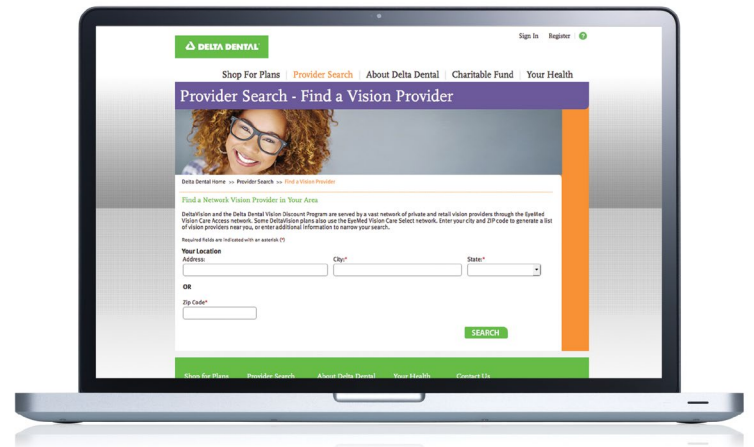 Sign In Register ?
DELTA DENTAL
Shop For Plans Provider Search About Delta Dental Charitable Fund Your Health
Provider Search - Find a Vision Provider
Delta Dental Home >> Provider Search >> Find a Vision Provider
Find a Network Vision Provider in Your Area
DeltaVision and the Delta Dental Vision Discount Program are served by a vast network of private and retail vision providers through the EyeMed
Vision Care Access network. Some DeltaVision plans also use the EyeMed Vision Care Select network. Enter your city and ZIP code to generate a list
of vision providers near you, or enter additional information to narrow your search.
Required fields are indicated with an asterisk (*)
Your Location
Address: City:* State:*
OR
Zip Code*
SEARCH
Shop for Plans Provider Search About Delta Dental Your Health Contact Us